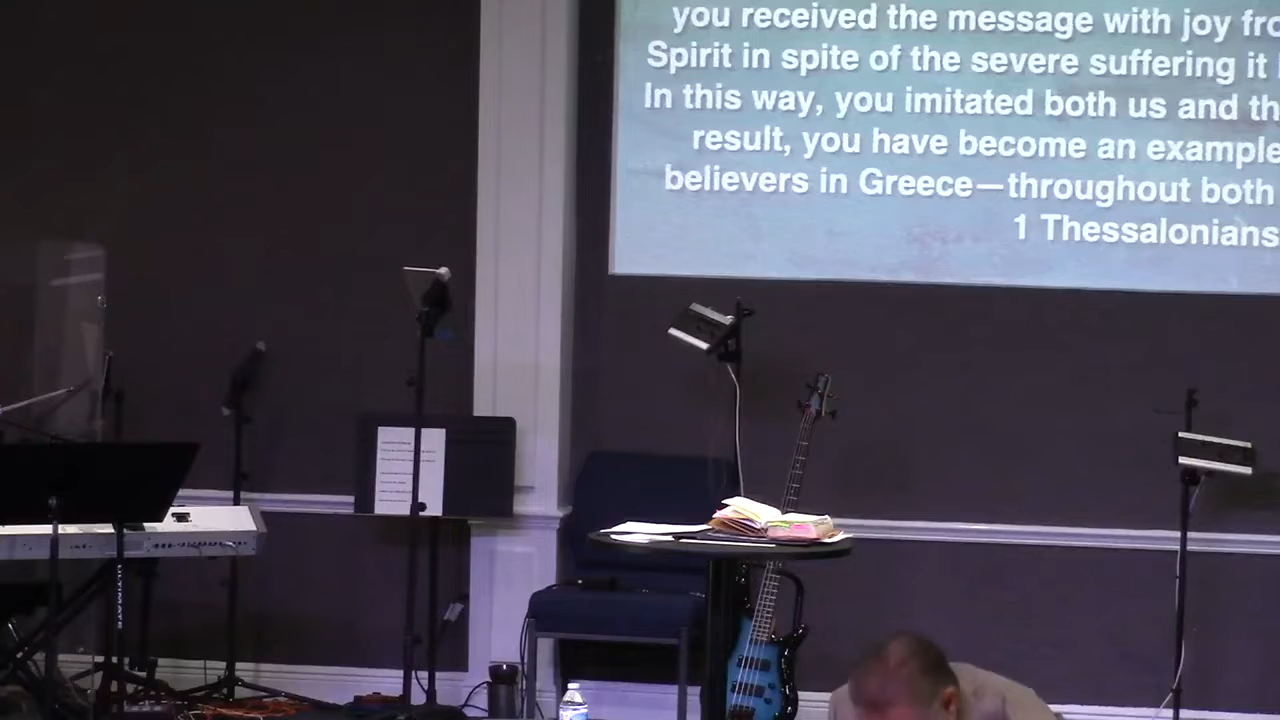 you received the message with joy fro
Spirit in spite of the severe suffering it
In this way, you imitated both us and th
result, you have become an example
believers in Greece—throughout both
1 Thessalonians
ULTIMATE